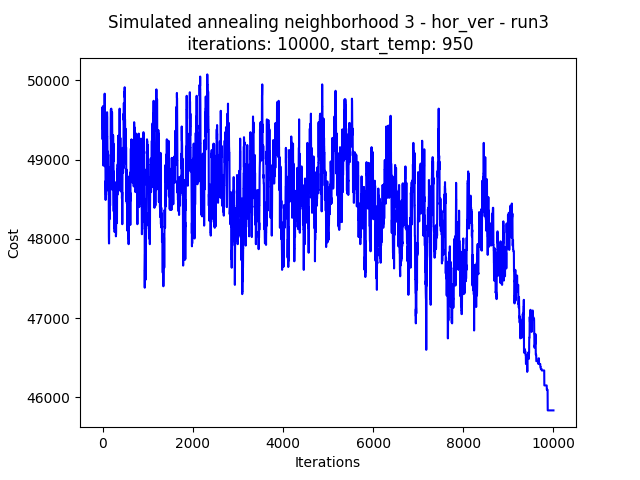 Simulated annealing neighborhood 3 - hor_ver - run3
iterations: 10000, start_temp: 950
50000
49000
48000
47000
46000
Cost
0 2000 4000 6000 8000 10000
Iterations